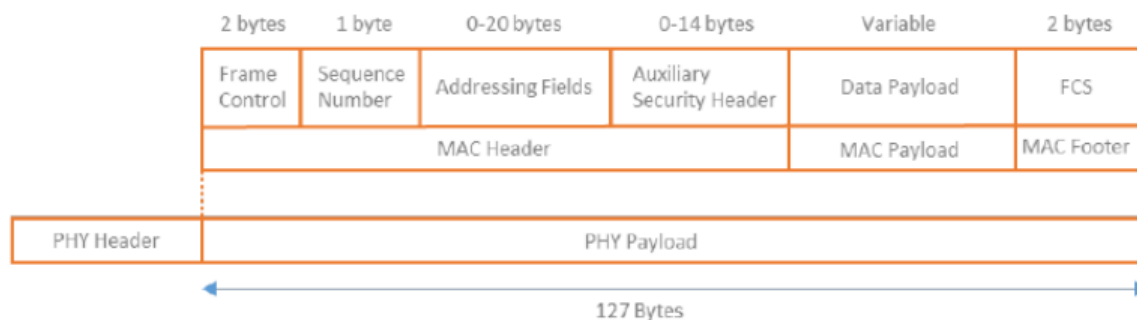 2 bytes 1 byte 0-20 bytes 0-14 bytes Variable 2 bytes
Frame Sequence Auxiliary
Control Number Addressing Fields Security Header Data Payload FCS
MAC Header MAC Payload MAC Footer
PHY Header PHY Payload
127 Bytes